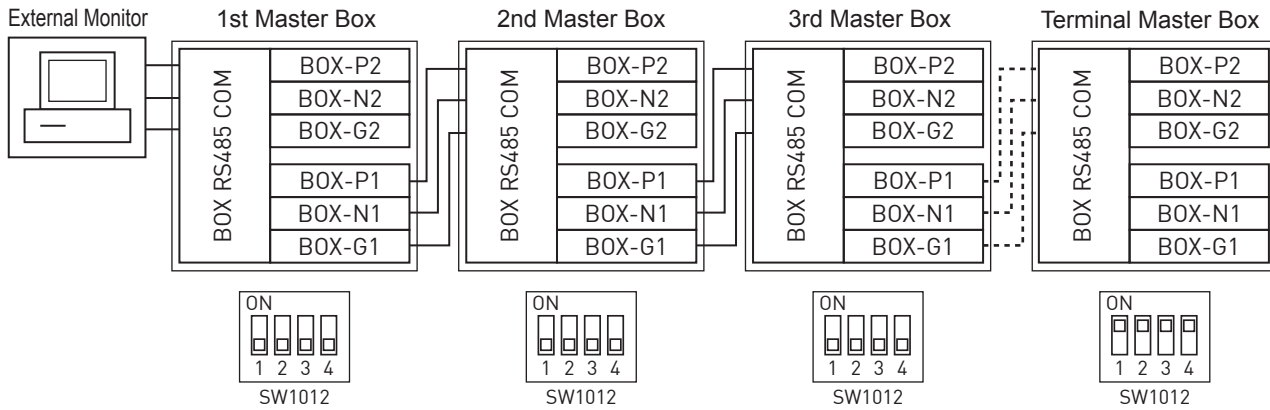 External Monitor
1st Master Box
2nd Master Box
3rd Master Box
Terminal Master Box
BOX RS485 COM
BOX-P2
BOX-N2
BOX-G2
BOX-P1
BOX-N1
BOX-G1
BOX RS485 COM
BOX-P2
BOX-N2
BOX-G2
BOX-P1
BOX-N1
BOX-G1
BOX RS485 COM
BOX-P2
BOX-N2
BOX-G2
BOX-P1
BOX-N1
BOX-G1
BOX RS485 COM
BOX-P2
BOX-N2
BOX-G2
BOX-P1
BOX-N1
BOX-G1
ON
1 2 3 4
SW1012
ON
1 2 3 4
SW1012
ON
1 2 3 4
SW1012
ON
1 2 3 4
SW1012